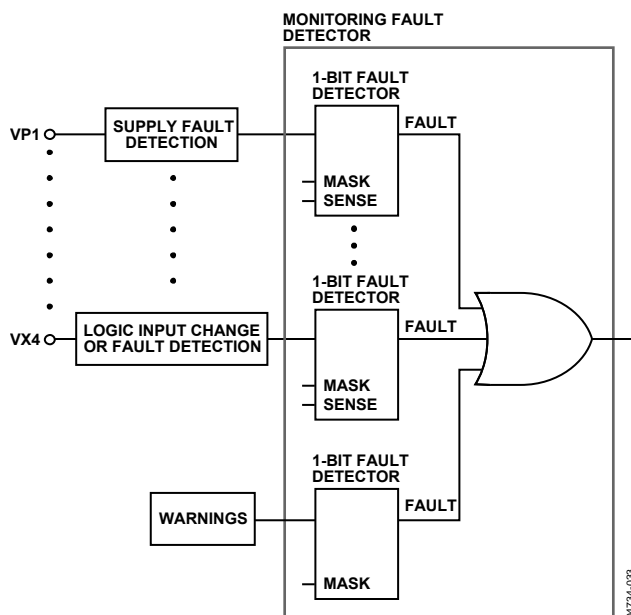 MONITORING FAULT
DETECTOR
1-BIT FAULT
DETECTOR
VP1
SUPPLY FAULT
DETECTION
FAULT
MASK
SENSE
1-BIT FAULT
DETECTOR
VX4
LOGIC INPUT CHANGE
OR FAULT DETECTION
FAULT
MASK
SENSE
1-BIT FAULT
DETECTOR
WARNINGS
FAULT
MASK